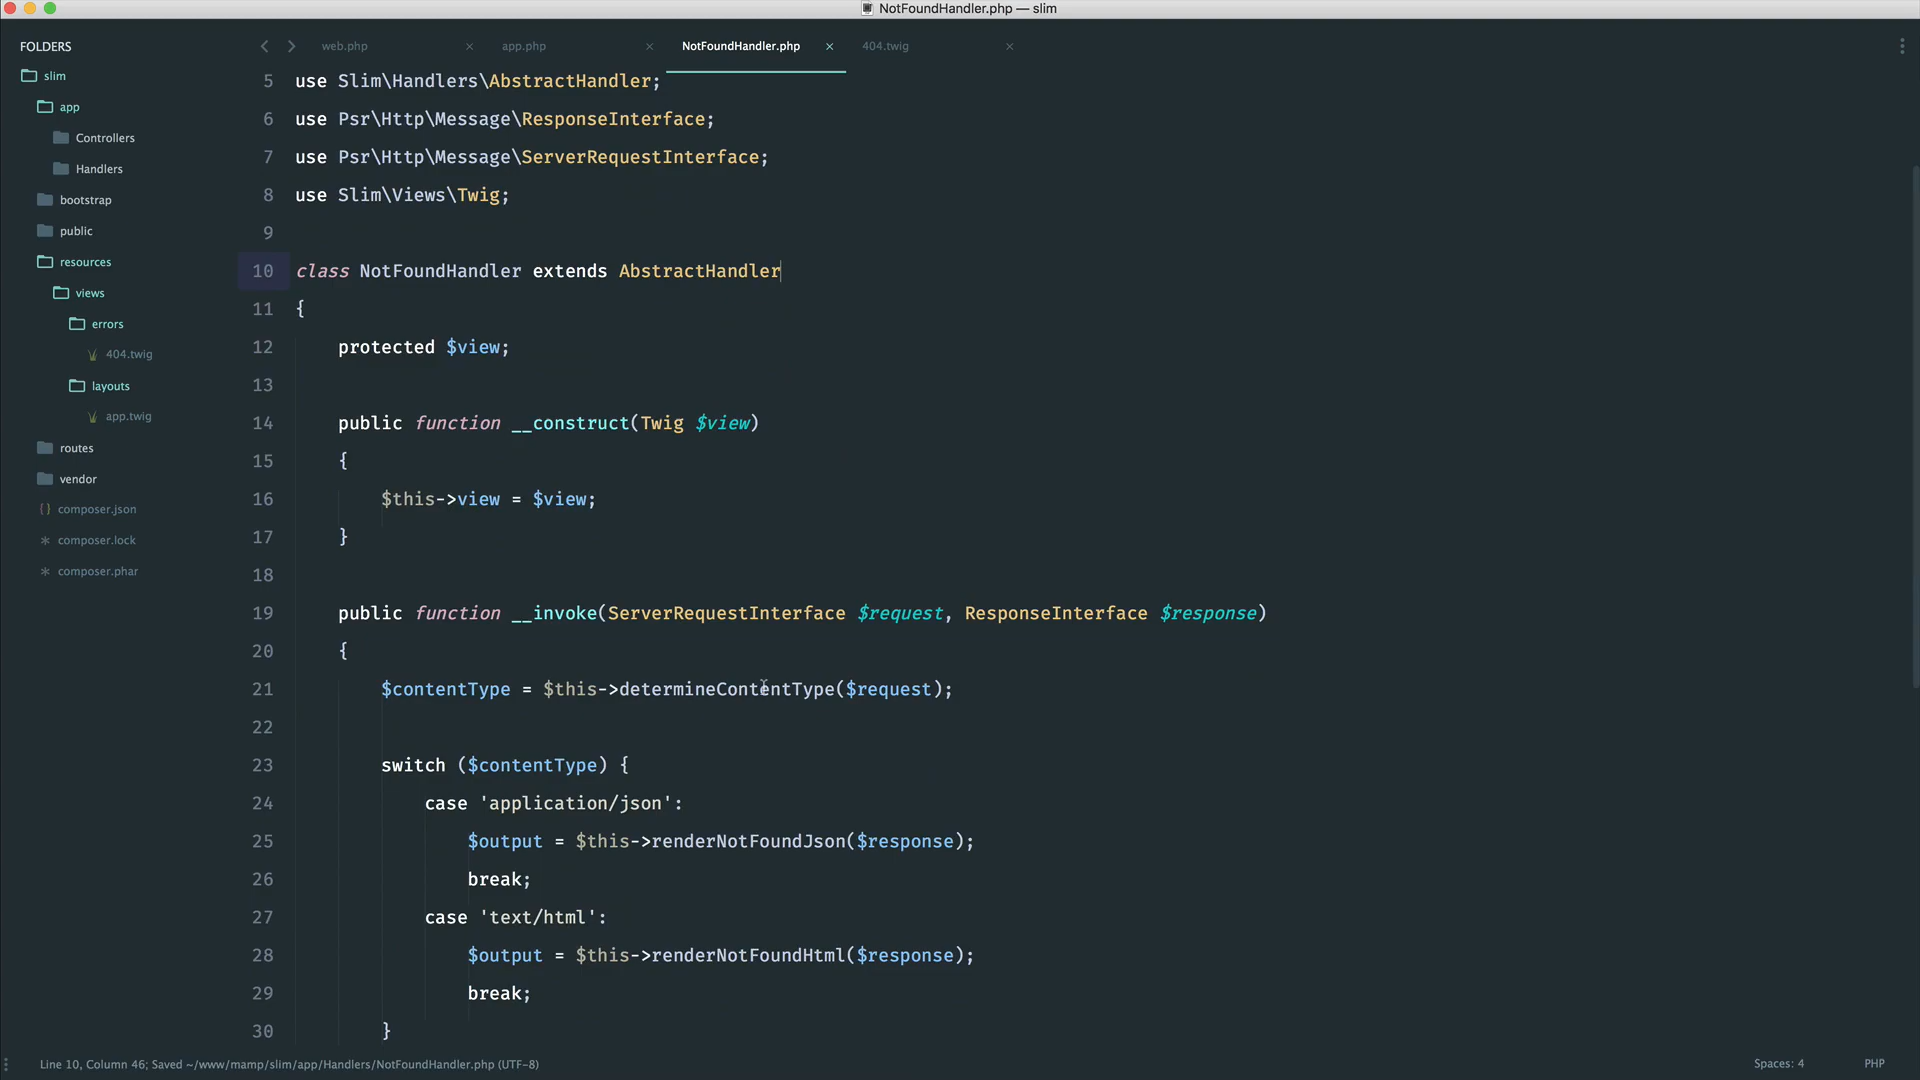 NotFoundHandler.php — slim
FOLDERS
slim
app
Controllers
Handlers
bootstrap
public
resources
views
errors
404.twig
layouts
app.twig
routes
vendor
{} composer.json
* composer.lock
* composer.phar
web.php × app.php × NotFoundHandler.php × 404.twig ×
5 use Slim\Handlers\AbstractHandler;
6 use Psr\Http\Message\ResponseInterface;
7 use Psr\Http\Message\ServerRequestInterface;
8 use Slim\Views\Twig;
9
10 class NotFoundHandler extends AbstractHandler
11 {
12 protected $view;
13
14 public function __construct(Twig $view)
15 {
16 $this->view = $view;
17 }
18
19 public function __invoke(ServerRequestInterface $request, ResponseInterface $response)
20 {
21 $contentType = $this->determineContentType($request);
22
23 switch ($contentType) {
24 case 'application/json':
25 $output = $this->renderNotFoundJson($response);
26 break;
27 case 'text/html':
28 $output = $this->renderNotFoundHtml($response);
29 break;
30 }
Line 10, Column 46; Saved ~/www/mamp/slim/app/Handlers/NotFoundHandler.php (UTF-8)
Spaces: 4
PHP